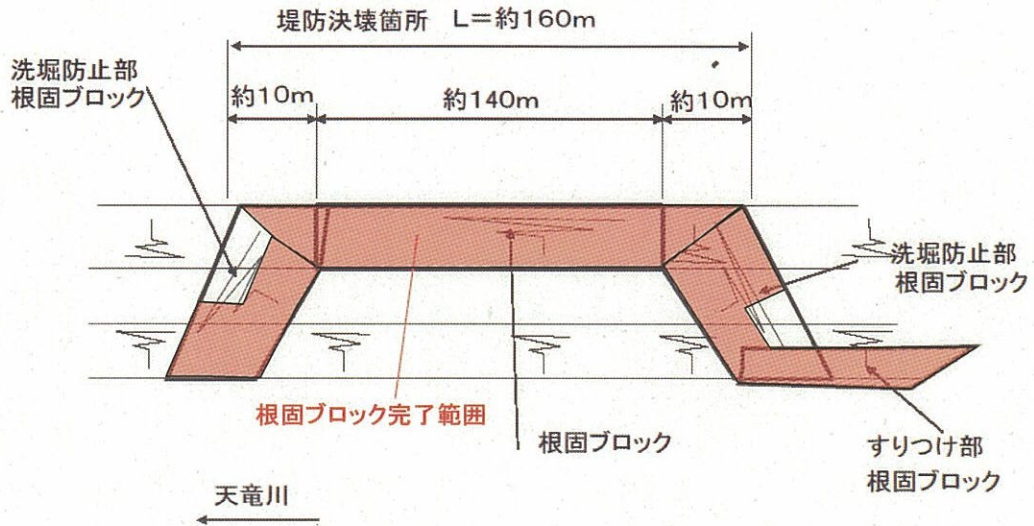 堤防決壊箇所　L=約160m
洗堀防止部
根固ブロック
約10m
約140m
約10m
洗堀防止部
根固ブロック
根固ブロック完了範囲
根固ブロック
すりつけ部
根固ブロック
天竜川